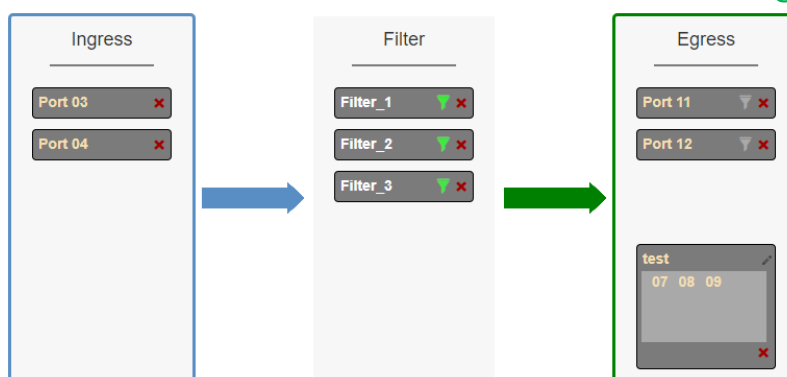 Ingress
Port 03
Port 04
Filter
Filter_1
Filter_2
Filter_3
Egress
Port 11
Port 12
test
07 08 09